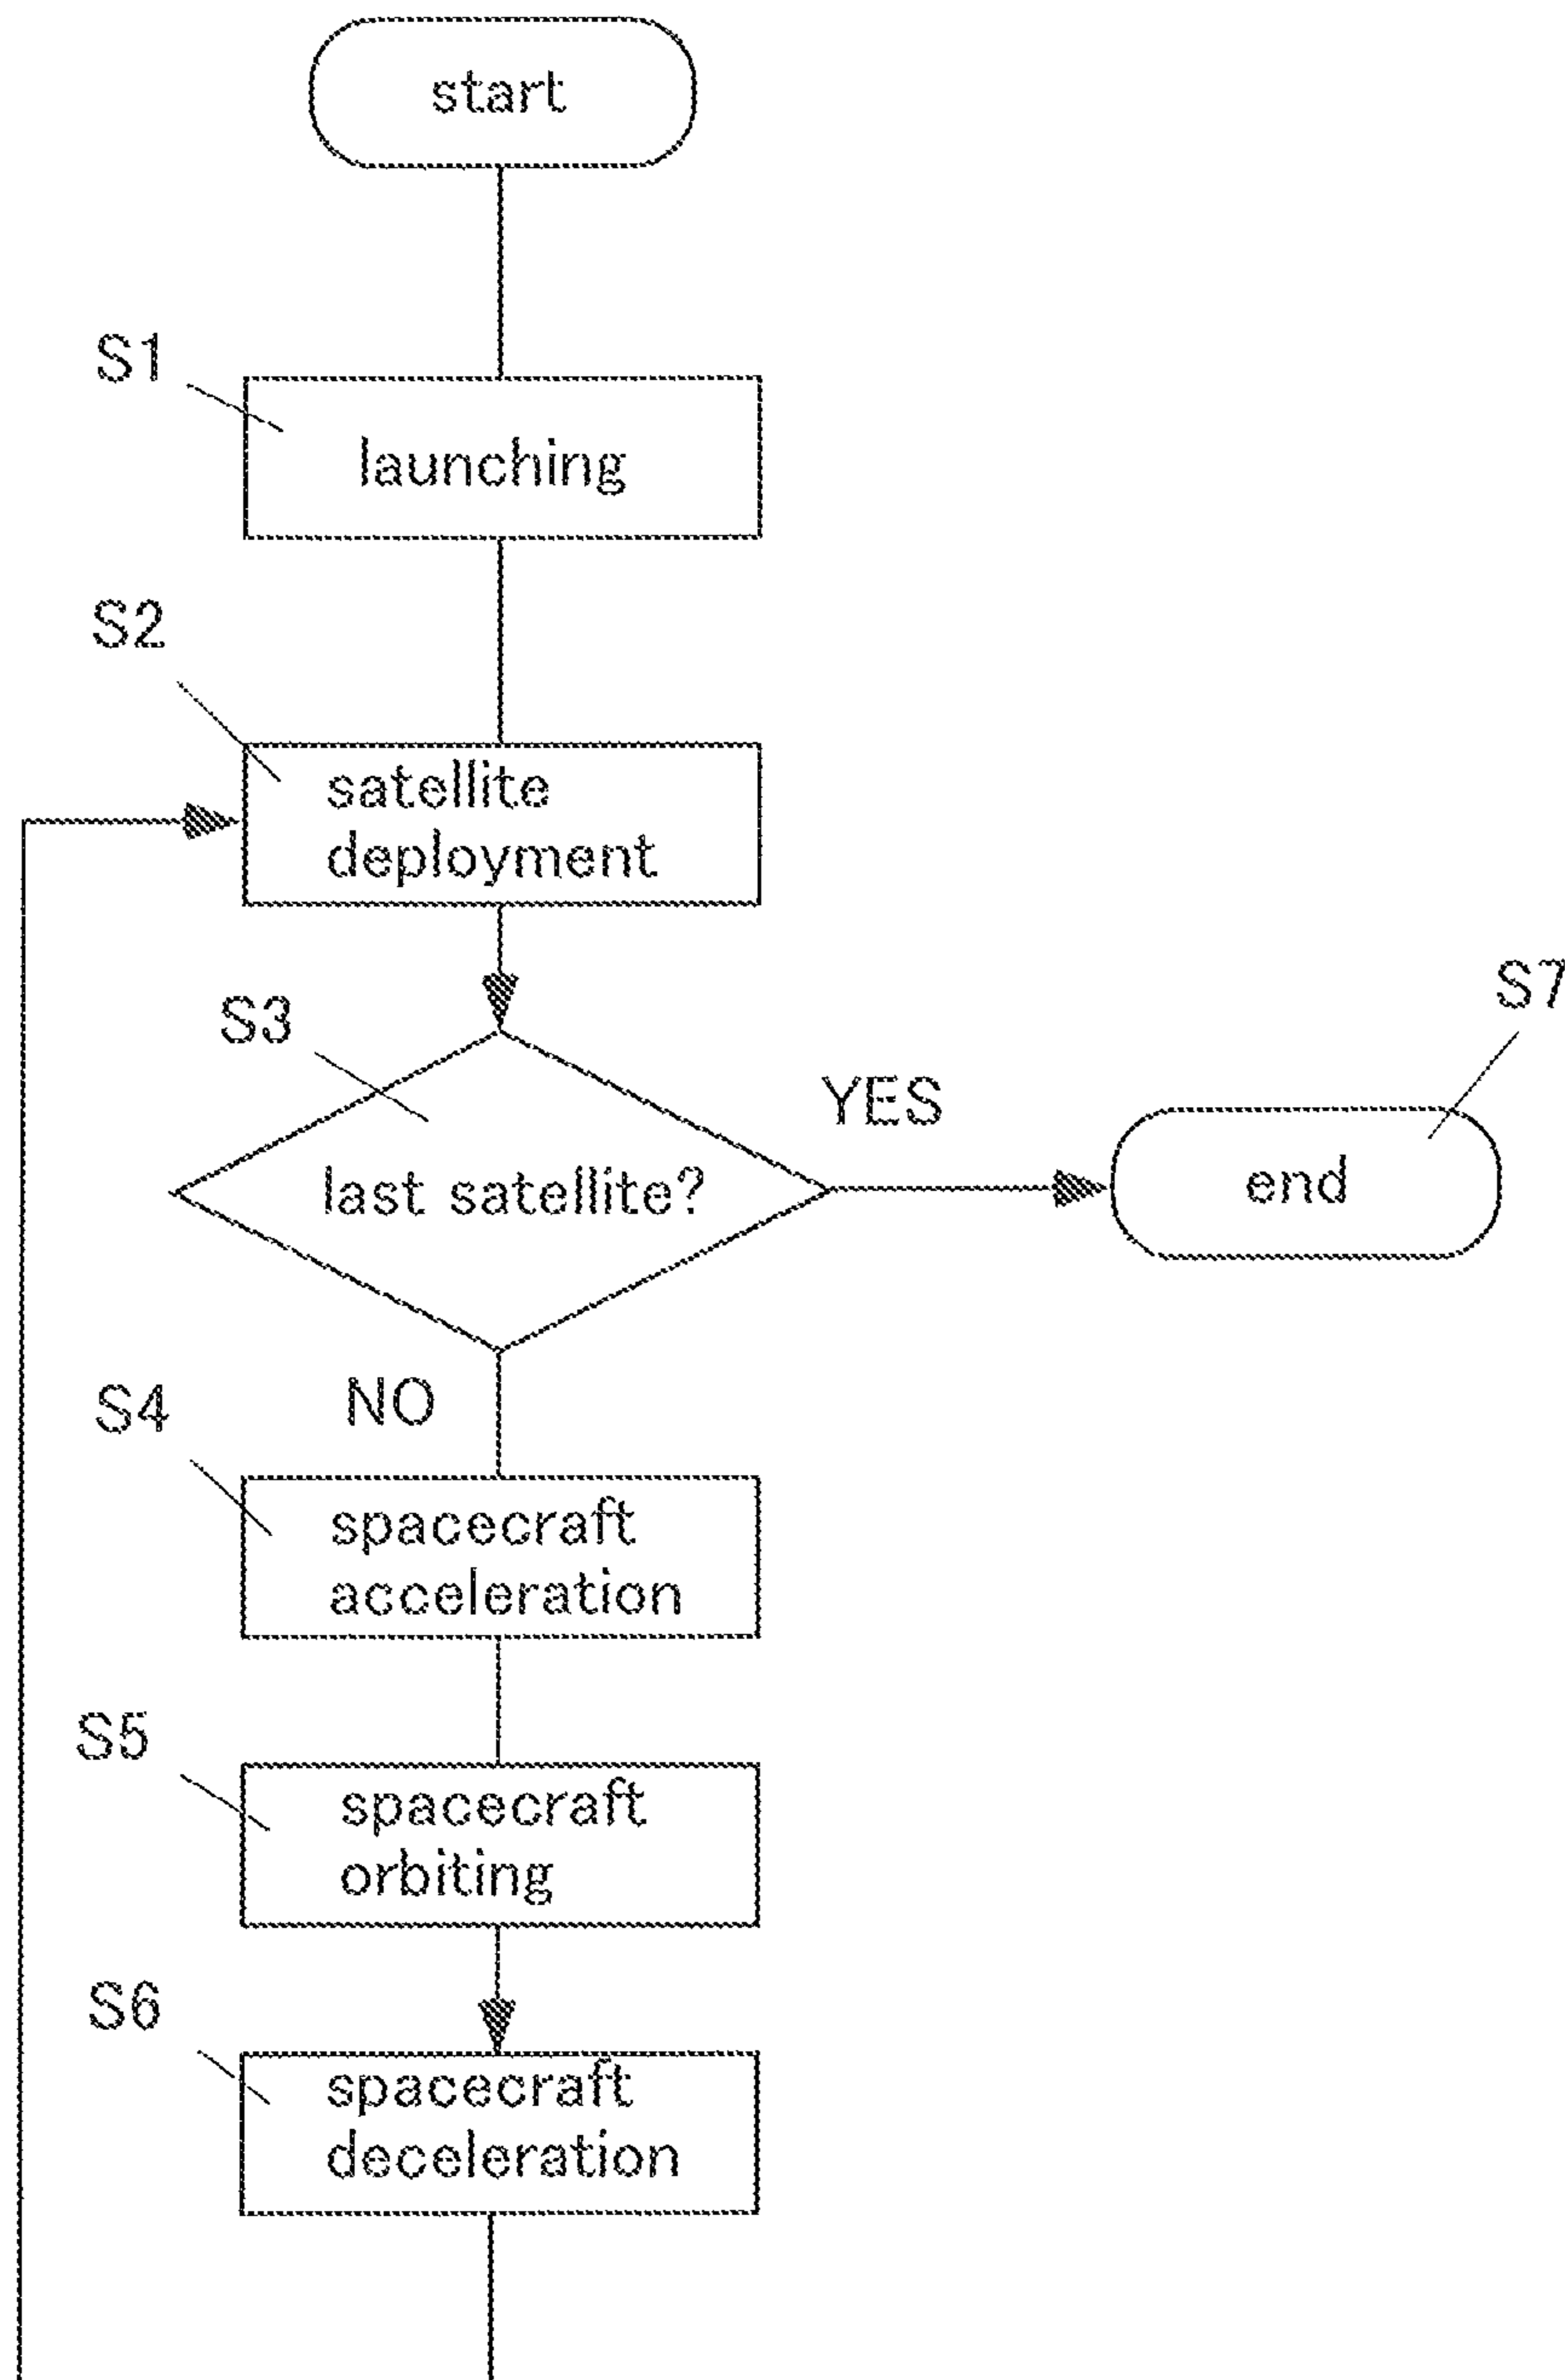 start
S1
launching
S2
satellite
deployment
S3
last satellite?
YES
S7
end
NO
S4
spacecraft
acceleration
S5
spacecraft
orbiting
S6
spacecraft
deceleration